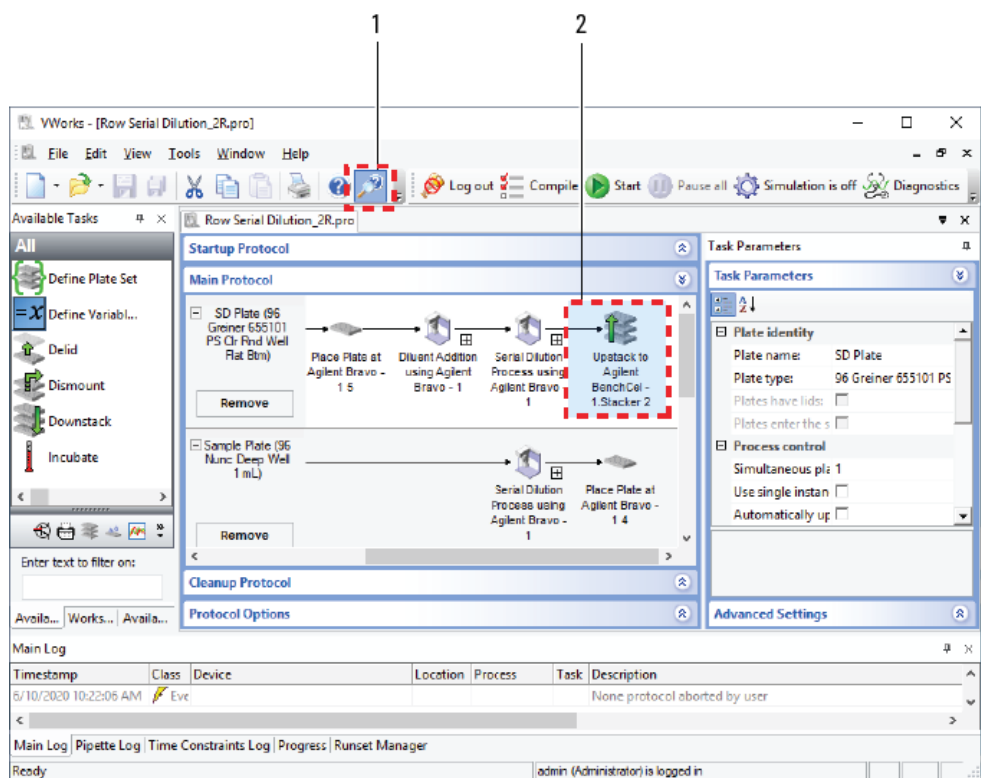 1 2
VWorks - [Row Serial Dilution_2R.pro]
File Edit View Tools Window Help
Log out Compile Start Pause all Simulation is off Diagnostics
Available Tasks
All
Define Plate Set
=x Define Variabl...
Delid
Dismount
Downstack
Incubate
Enter text to filter on:
Availa... Works... Availa...
Row Serial Dilution_2R.pro
Startup Protocol
Main Protocol
SD Plate (96
Greiner 655101
PS Clr Rnd Well
Flat Btm)
Remove
Place Plate at
Agilent Bravo -
1 5
Diluent Addition
using Agilent
Bravo - 1
Serial Dilution
Process using
Agilent Bravo
1
Upstack to
Agilent
BenchCel -
1.Stacker 2
Sample Plate (96
Nunc Deep Well
1 mL)
Remove
Serial Dilution
Process using
Agilent Bravo -
1
Place Plate at
Agilent Bravo -
1 4
Cleanup Protocol
Protocol Options
Task Parameters
Task Parameters
Plate identity
Plate name: SD Plate
Plate type: 96 Greiner 655101 PS
Plates have lids:
Plates enter the s
Process control
Simultaneous pla 1
Use single instan
Automatically up
Advanced Settings
Main Log
Timestamp Class Device Location Process Task Description
6/10/2020 10:22:06 AM Eve None protocol aborted by user
Main Log Pipette Log Time Constraints Log Progress Runset Manager
Ready admin (Administrator) is logged in